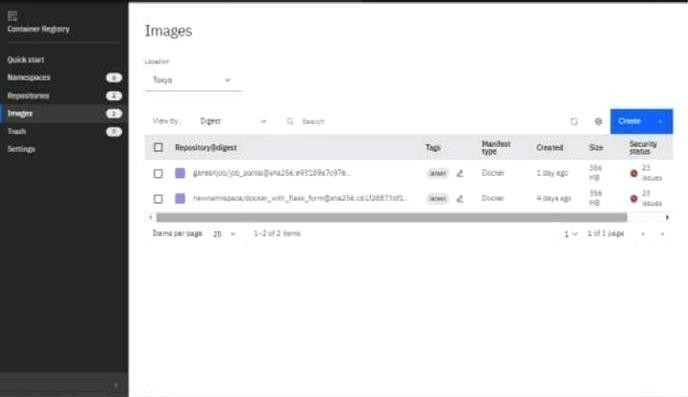 Container Registry
Quick start
Namespaces
Repositories
Images
Trash
Settings
Images
Location
Tokyo
View by: Digest Search Create +
Repository@digest Tags Manifest type Created Size Security status
latest Docker 1 day ago 356 MB 23 issues
latest Docker 4 days ago 356 MB 23 issues
Items per page: 25 1–2 of 2 items 1 1 of 1 page